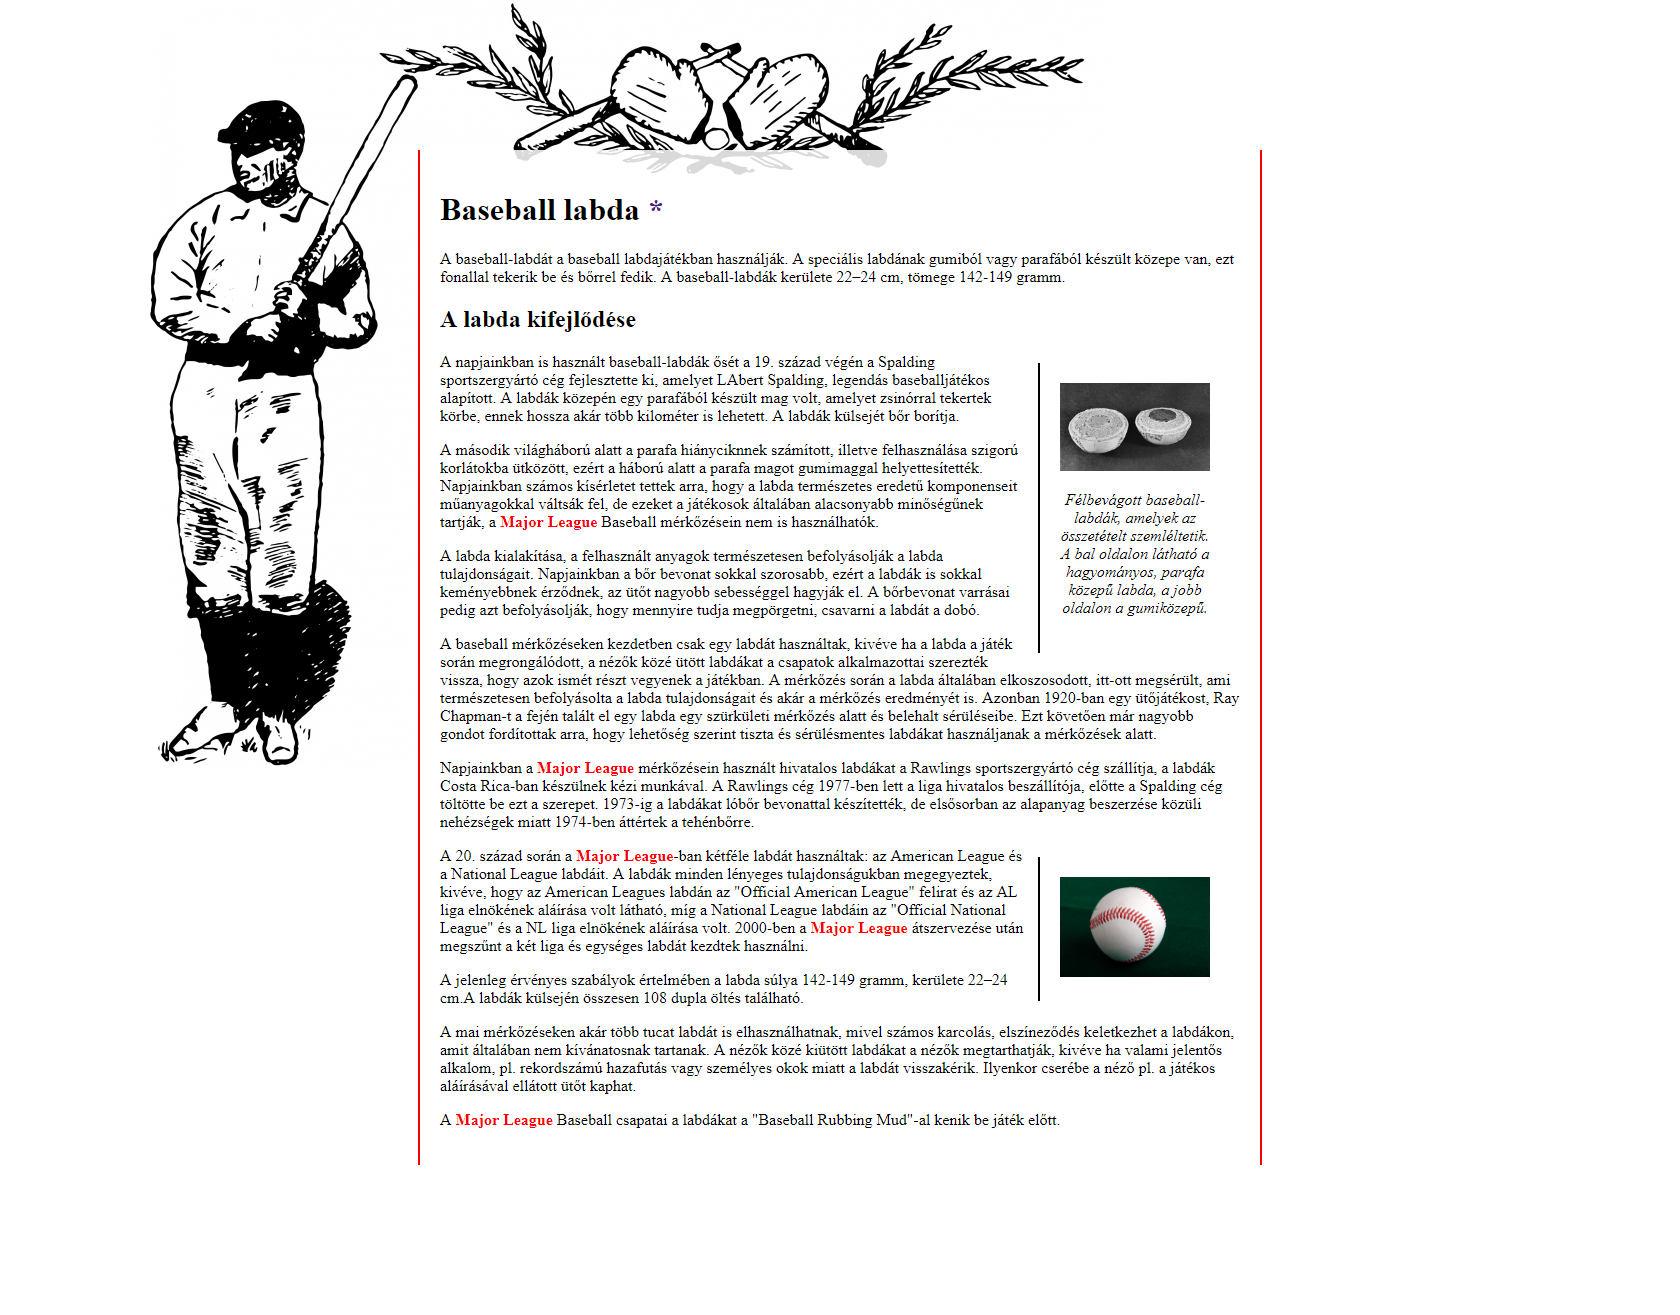 Baseball labda *
A baseball-labdát a baseball labdajátékban használják. A speciális labdának gumiból vagy parafából készült közepe van, ezt
fonallal tekerik be és bőrrel fedik. A baseball-labdák kerülete 22–24 cm, tömege 142-149 gramm.
A labda kifejlődése
A napjainkban is használt baseball-labdák ősét a 19. század végén a Spalding
sportszergyártó cég fejlesztette ki, amelyet LAbert Spalding, legendás baseballjátékos
alapított. A labdák közepén egy parafából készült mag volt, amelyet zsinórral tekertek
körbe, ennek hossza akár több kilométer is lehetett. A labdák külsejét bőr borítja.
A második világháború alatt a parafa hiányciknnek számított, illetve felhasználása szigorú
korlátokba ütközött, ezért a háború alatt a parafa magot gumimaggal helyettesítették.
Napjainkban számos kísérletet tettek arra, hogy a labda természetes eredetű komponenseit
műanyagokkal váltsák fel, de ezeket a játékosok általában alacsonyabb minőségűnek
tartják, a Major League Baseball mérkőzésein nem is használhatók.
A labda kialakítása, a felhasznált anyagok természetesen befolyásolják a labda
tulajdonságait. Napjainkban a bőr bevonat sokkal szorosabb, ezért a labdák is sokkal
keményebbnek érződnek, az ütőt nagyobb sebességgel hagyják el. A bőrbevonat varrásai
pedig azt befolyásolják, hogy mennyire tudja megpörgetni, csavarni a labdát a dobó.
Félbevágott baseball-
labdák, amelyek az
összetételt szemléltetik.
A bal oldalon látható a
hagyományos, parafa
közepű labda, a jobb
oldalon a gumiközepű.
A baseball mérkőzéseken kezdetben csak egy labdát használtak, kivéve ha a labda a játék
során megrongálódott, a nézők közé ütött labdákat a csapatok alkalmazottai szerezték
vissza, hogy azok ismét részt vegyenek a játékban. A mérkőzés során a labda általában elkoszosodott, itt-ott megsérült, ami
természetesen befolyásolta a labda tulajdonságait és akár a mérkőzés eredményét is. Azonban 1920-ban egy ütőjátékost, Ray
Chapman-t a fején talált el egy labda egy szürkületi mérkőzés alatt és belehalt sérüléseibe. Ezt követően már nagyobb
gondot fordítottak arra, hogy lehetőség szerint tiszta és sérülésmentes labdákat használjanak a mérkőzések alatt.
Napjainkban a Major League mérkőzésein használt hivatalos labdákat a Rawlings sportszergyártó cég szállítja, a labdák
Costa Rica-ban készülnek kézi munkával. A Rawlings cég 1977-ben lett a liga hivatalos beszállítója, előtte a Spalding cég
töltötte be ezt a szerepet. 1973-ig a labdákat lóbőr bevonattal készítették, de elsősorban az alapanyag beszerzése közüli
nehézségek miatt 1974-ben áttértek a tehénbőrre.
A 20. század során a Major League-ban kétféle labdát használtak: az American League és
a National League labdáit. A labdák minden lényeges tulajdonságukban megegyeztek,
kivéve, hogy az American Leagues labdán az "Official American League" felirat és az AL
liga elnökének aláírása volt látható, míg a National League labdáin az "Official National
League" és a NL liga elnökének aláírása volt. 2000-ben a Major League átszervezése után
megszűnt a két liga és egységes labdát kezdtek használni.
A jelenleg érvényes szabályok értelmében a labda súlya 142-149 gramm, kerülete 22–24
cm.A labdák külsején összesen 108 dupla öltés található.
A mai mérkőzéseken akár több tucat labdát is elhasználhatnak, mivel számos karcolás, elszíneződés keletkezhet a labdákon,
amit általában nem kívánatosnak tartanak. A nézők közé kiütött labdákat a nézők megtarthatják, kivéve ha valami jelentős
alkalom, pl. rekordszámú hazafutás vagy személyes okok miatt a labdát visszakérik. Ilyenkor cserébe a néző pl. a játékos
aláírásával ellátott ütőt kaphat.
A Major League Baseball csapatai a labdákat a "Baseball Rubbing Mud"-al kenik be játék előtt.